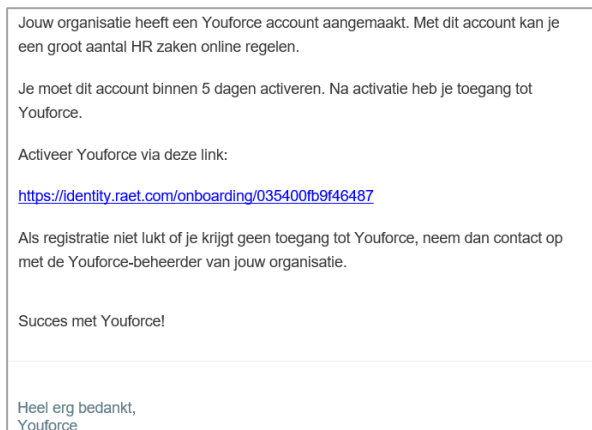 Jouw organisatie heeft een Youforce account aangemaakt. Met dit account kan je
een groot aantal HR zaken online regelen.
Je moet dit account binnen 5 dagen activeren. Na activatie heb je toegang tot
Youforce.
Activeer Youforce via deze link:
https://identity.raet.com/onboarding/035400fb9f46487
Als registratie niet lukt of je krijgt geen toegang tot Youforce, neem dan contact op
met de Youforce-beheerder van jouw organisatie.
Succes met Youforce!
Heel erg bedankt,
Youforce